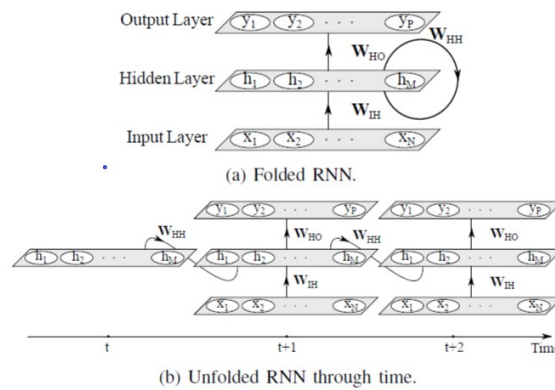 Output Layer y1 y2 · · · yP
WHO WHH
Hidden Layer h1 h2 · · · hM
WIH
Input Layer x1 x2 · · · xN
(a) Folded RNN.
y1 y2 · · · yP y1 y2 · · · yP
WHH WHO WHH WHO
h1 h2 · · · hM h1 h2 · · · hM h1 h2 · · · hM
WIH WIH
x1 x2 · · · xN x1 x2 · · · xN
t t+1 t+2 Time
(b) Unfolded RNN through time.